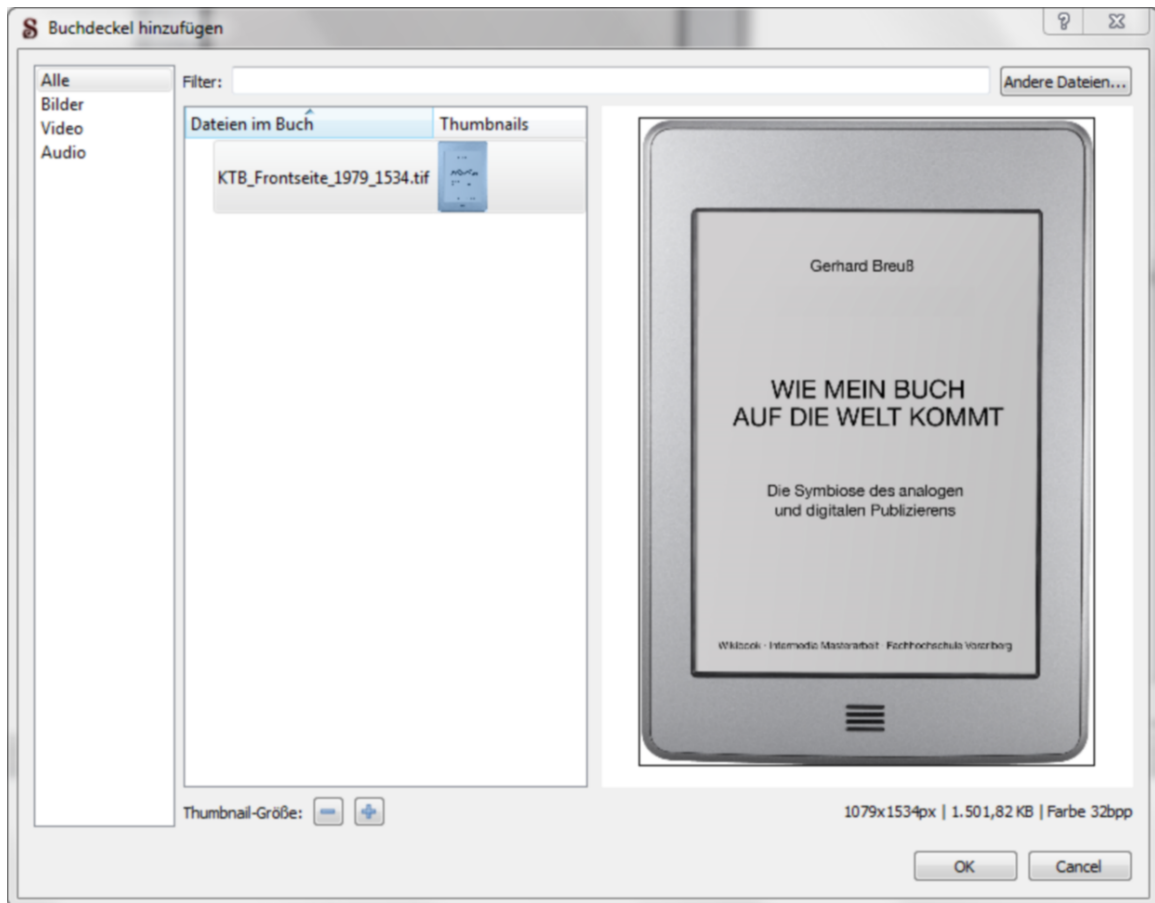 Buchdeckel hinzufügen
Alle
Bilder
Video
Audio
Filter:
Andere Dateien...
Dateien im Buch
Thumbnails
KTB_Frontseite_1979_1534.tif
Gerhard Breuß
WIE MEIN BUCH
AUF DIE WELT KOMMT
Die Symbiose des analogen
und digitalen Publizierens
Wikibook · Intermedia Masterarbeit · Fachhochschule Vorarlberg
Thumbnail-Größe:
1079x1534px | 1.501,82 KB | Farbe 32bpp
OK
Cancel